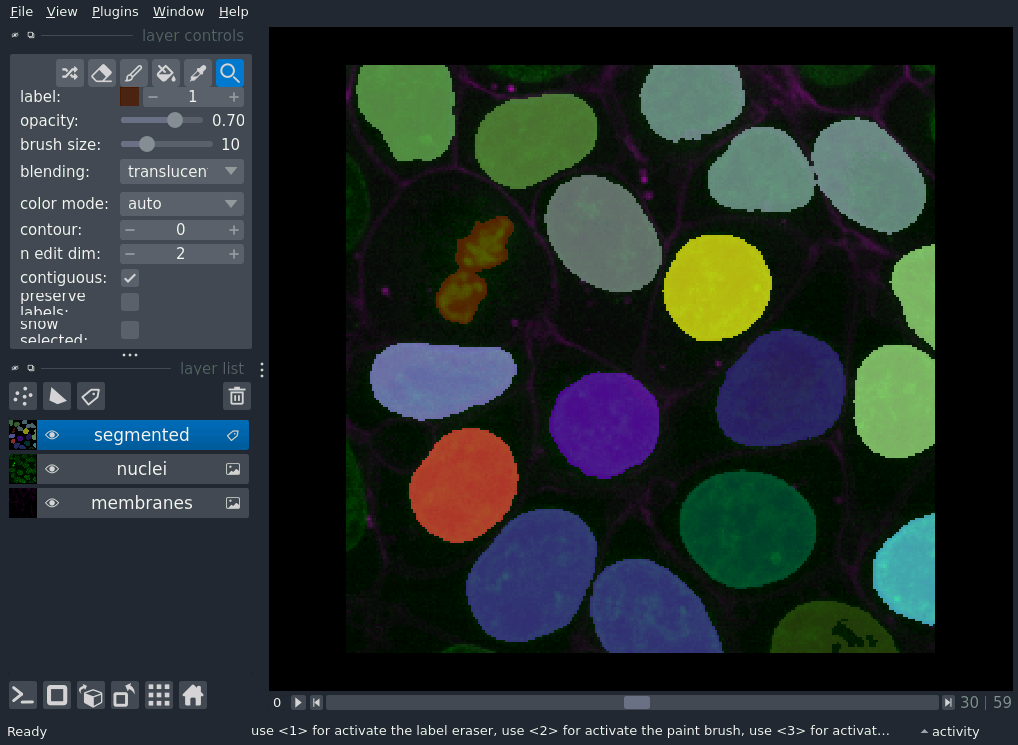 File View Plugins Window Help
layer controls
label: 1
opacity: 0.70
brush size: 10
blending: translucen
color mode: auto
contour: 0
n edit dim: 2
contiguous:
preserve
labels:
show
selected:
layer list
segmented
nuclei
membranes
0 30 | 59
Ready use <1> for activate the label eraser, use <2> for activate the paint brush, use <3> for activat... activity